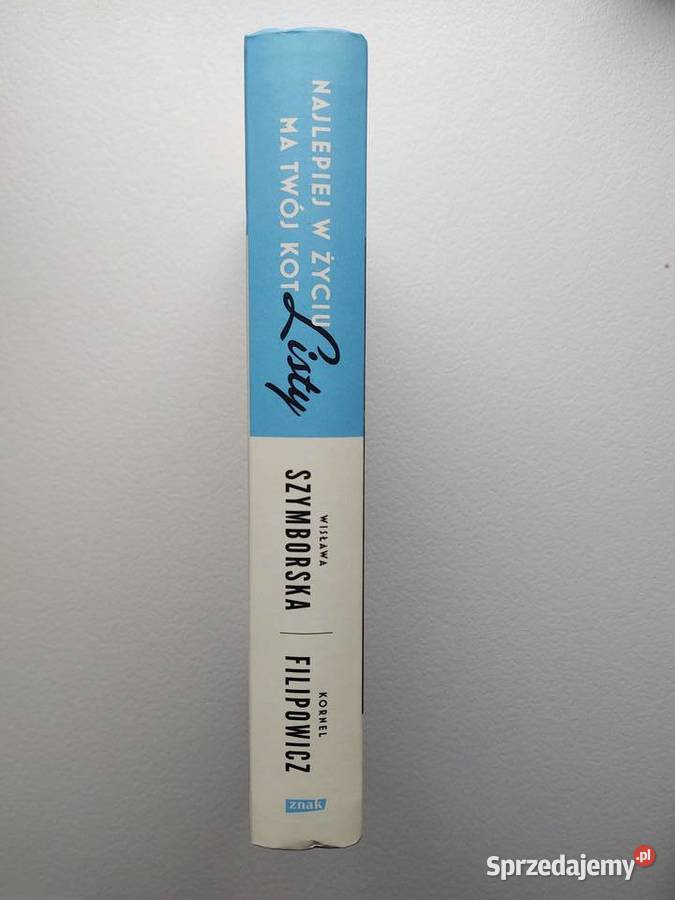 NAJLEPIEJ W ŻYCIU
MA TWÓJ KOT
Listy
WISŁAWA
SZYMBORSKA
KORNEL
FILIPOWICZ
znak
Sprzedajemy.pl